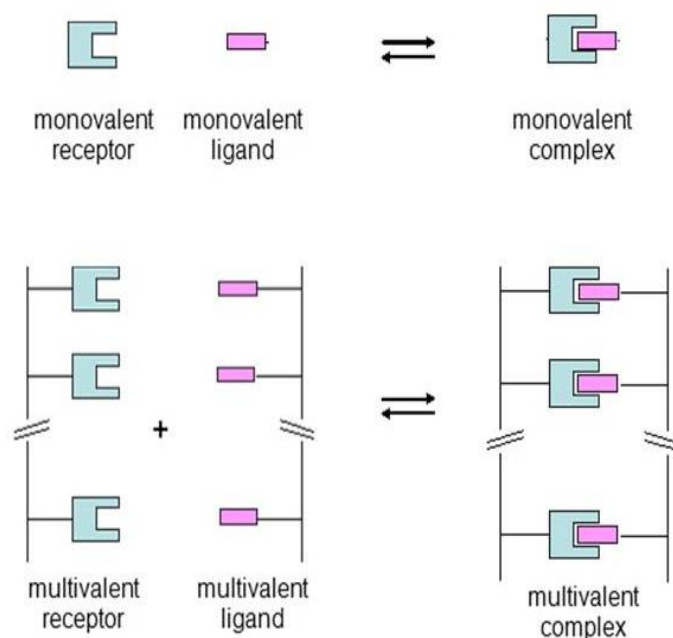 monovalent receptor
monovalent ligand
monovalent complex
+
multivalent receptor
multivalent ligand
multivalent complex